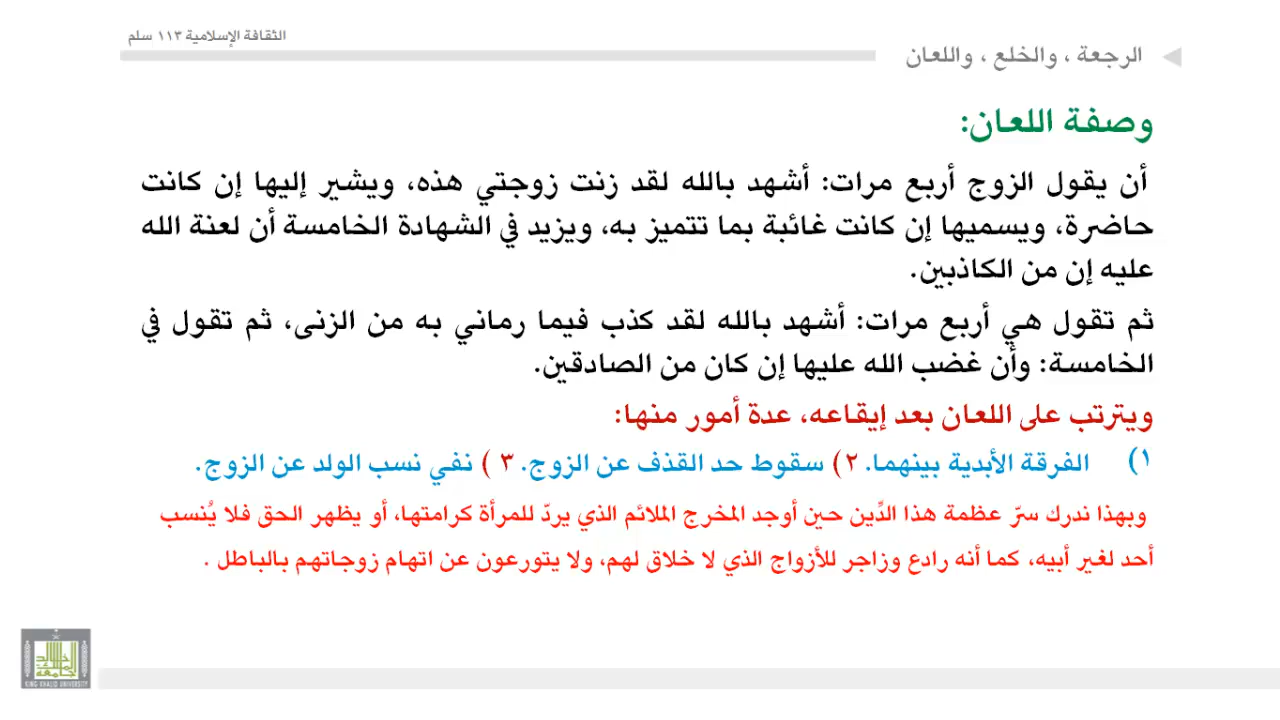 الثقافة الإسلامية ١١٣ سلم
الرجعة ، والخلع ، واللعان
وصفة اللعان:
أن يقول الزوج أربع مرات: أشهد بالله لقد زنت زوجتي هذه، ويشير إليها إن كانت
حاضرة، ويسميها إن كانت غائبة بما تتميز به، ويزيد في الشهادة الخامسة أن لعنة الله
عليه إن من الكاذبين.
ثم تقول هي أربع مرات: أشهد بالله لقد كذب فيما رماني به من الزنى، ثم تقول في
الخامسة: وأن غضب الله عليها إن كان من الصادقين.
ويترتب على اللعان بعد إيقاعه، عدة أمور منها:
١) الفرقة الأبدية بينهما. ٢) سقوط حد القذف عن الزوج. ٣) نفي نسب الولد عن الزوج.
وبهذا ندرك سرّ عظمة هذا الدِّين حين أوجد المخرج الملائم الذي يردّ للمرأة كرامتها، أو يظهر الحق فلا يُنسب
أحد لغير أبيه، كما أنه رادع وزاجر للأزواج الذي لا خلاق لهم، ولا يتورعون عن اتهام زوجاتهم بالباطل .
جامعة الملك خالد
KING KHALID UNIVERSITY